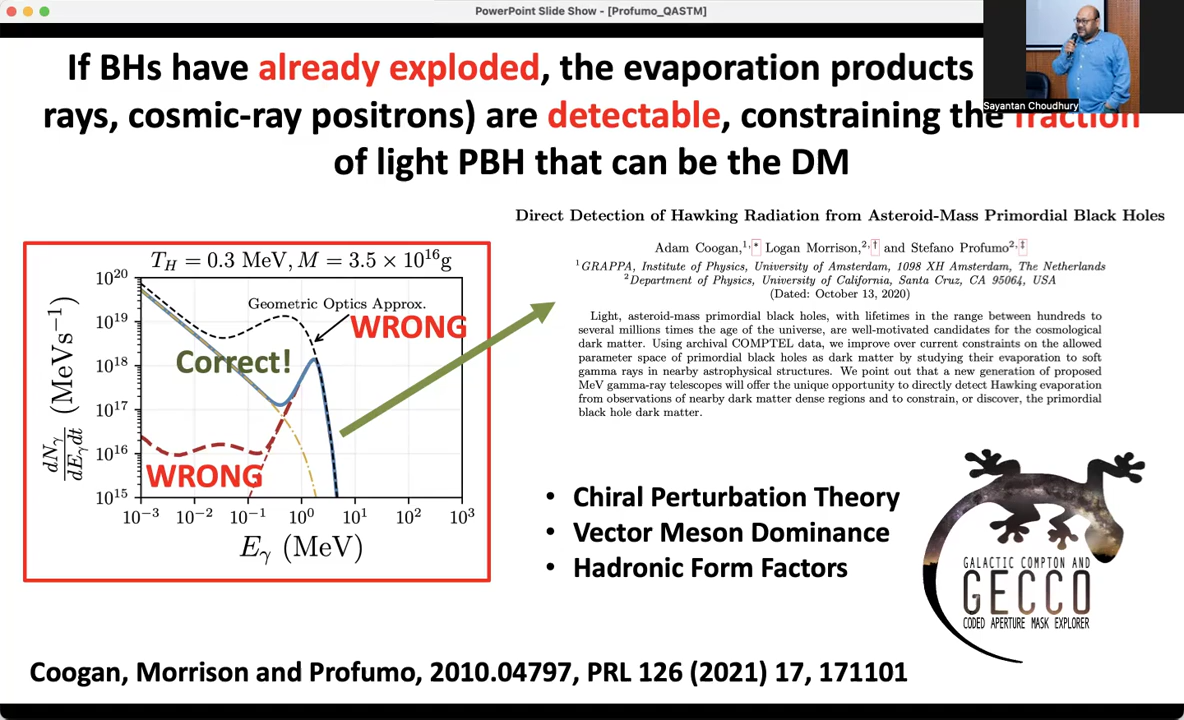 PowerPoint Slide Show - [Profumo_QASTM]
If BHs have already exploded, the evaporation products
rays, cosmic-ray positrons) are detectable, constraining the fraction
of light PBH that can be the DM
Sayantan Choudhury
Direct Detection of Hawking Radiation from Asteroid-Mass Primordial Black Holes
Adam Coogan,¹,* Logan Morrison,²,† and Stefano Profumo²,‡
¹GRAPPA, Institute of Physics, University of Amsterdam, 1098 XH Amsterdam, The Netherlands
²Department of Physics, University of California, Santa Cruz, CA 95064, USA
(Dated: October 13, 2020)
Light, asteroid-mass primordial black holes, with lifetimes in the range between hundreds to
several millions times the age of the universe, are well-motivated candidates for the cosmological
dark matter. Using archival COMPTEL data, we improve over current constraints on the allowed
parameter space of primordial black holes as dark matter by studying their evaporation to soft
gamma rays in nearby astrophysical structures. We point out that a new generation of proposed
MeV gamma-ray telescopes will offer the unique opportunity to directly detect Hawking evaporation
from observations of nearby dark matter dense regions and to constrain, or discover, the primordial
black hole dark matter.
T_H = 0.3 MeV, M = 3.5 × 10¹⁶g
Geometric Optics Approx.
WRONG
Correct!
WRONG
10²⁰
10¹⁹
10¹⁸
10¹⁷
10¹⁶
10¹⁵
dN_γ/dE_γdt (MeVs⁻¹)
10⁻³ 10⁻² 10⁻¹ 10⁰ 10¹ 10² 10³
E_γ (MeV)
• Chiral Perturbation Theory
• Vector Meson Dominance
• Hadronic Form Factors
GALACTIC COMPTON AND
GECCO
CODED APERTURE MASK EXPLORER
Coogan, Morrison and Profumo, 2010.04797, PRL 126 (2021) 17, 171101